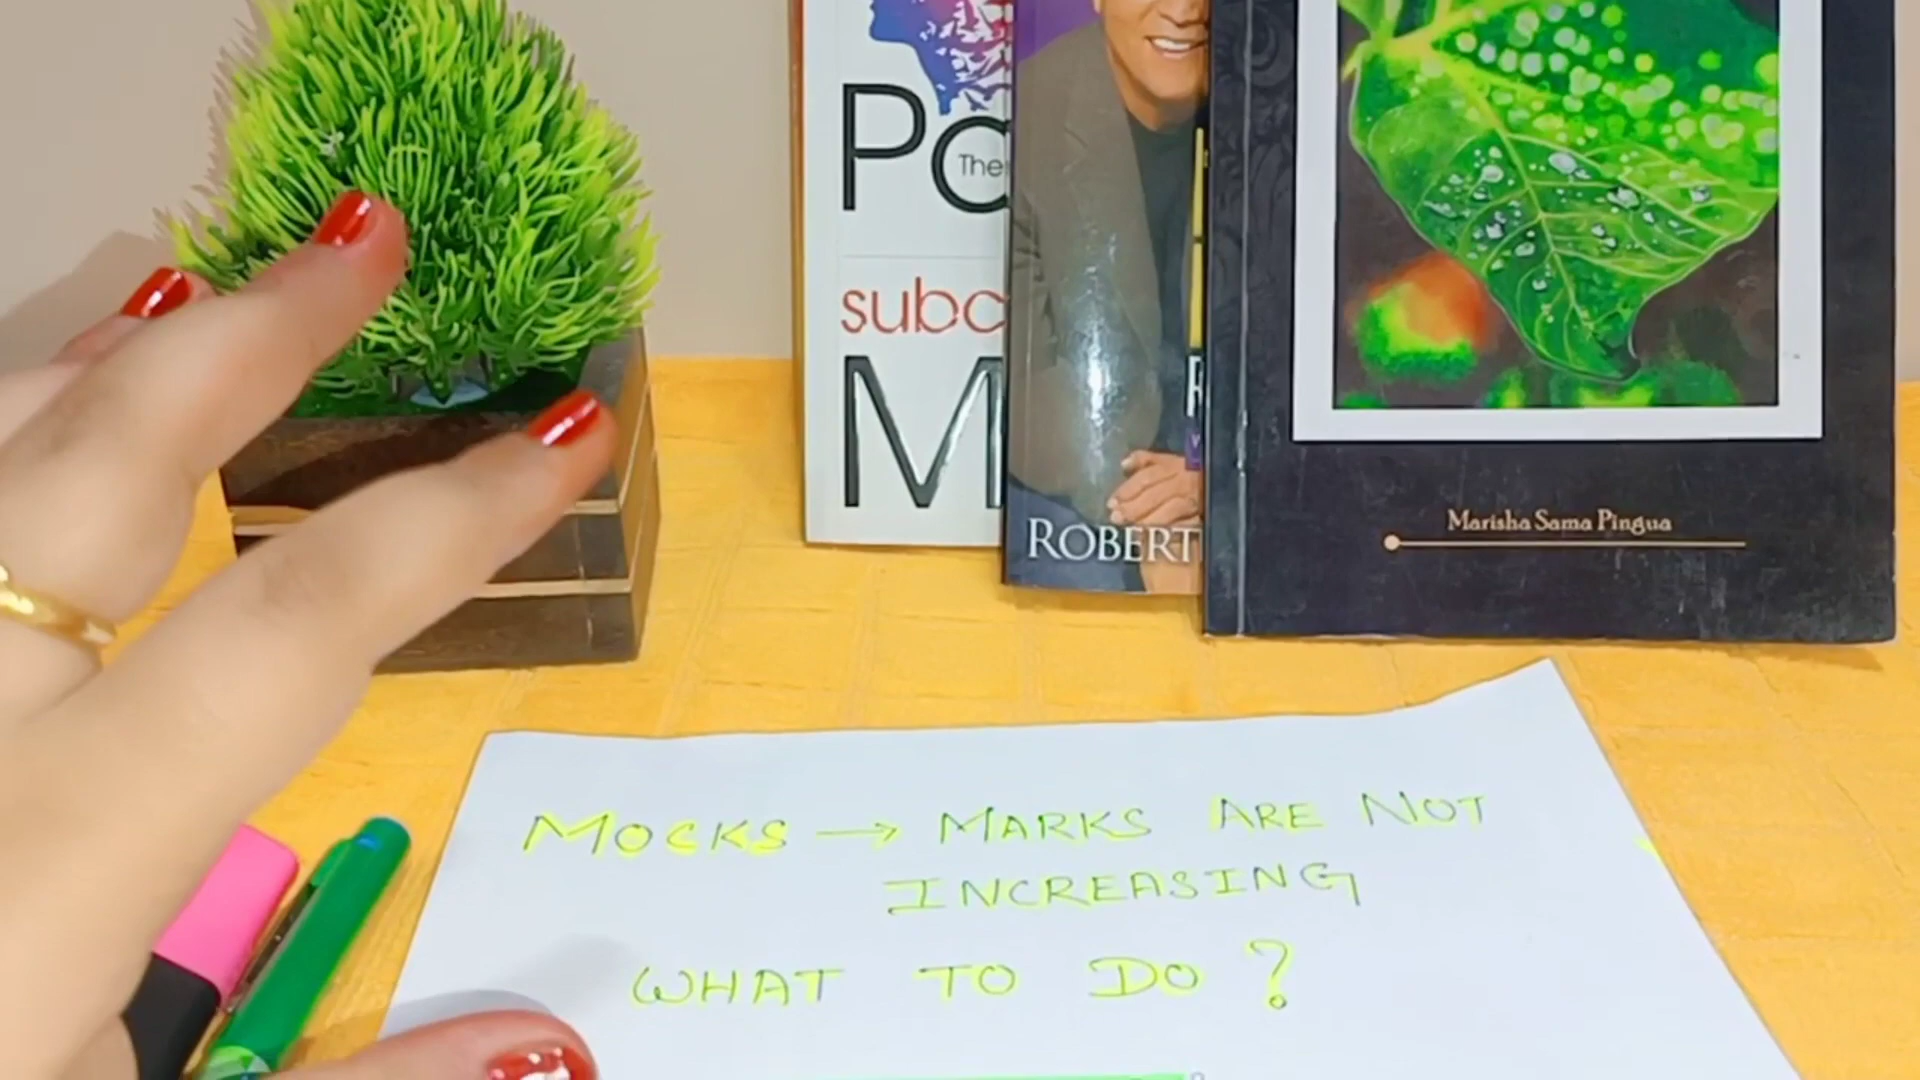 Po
The
subc
M
ROBERT
R
Marisha Sama Pingua
MOCKS → MARKS ARE NOT
INCREASING
WHAT TO DO ?